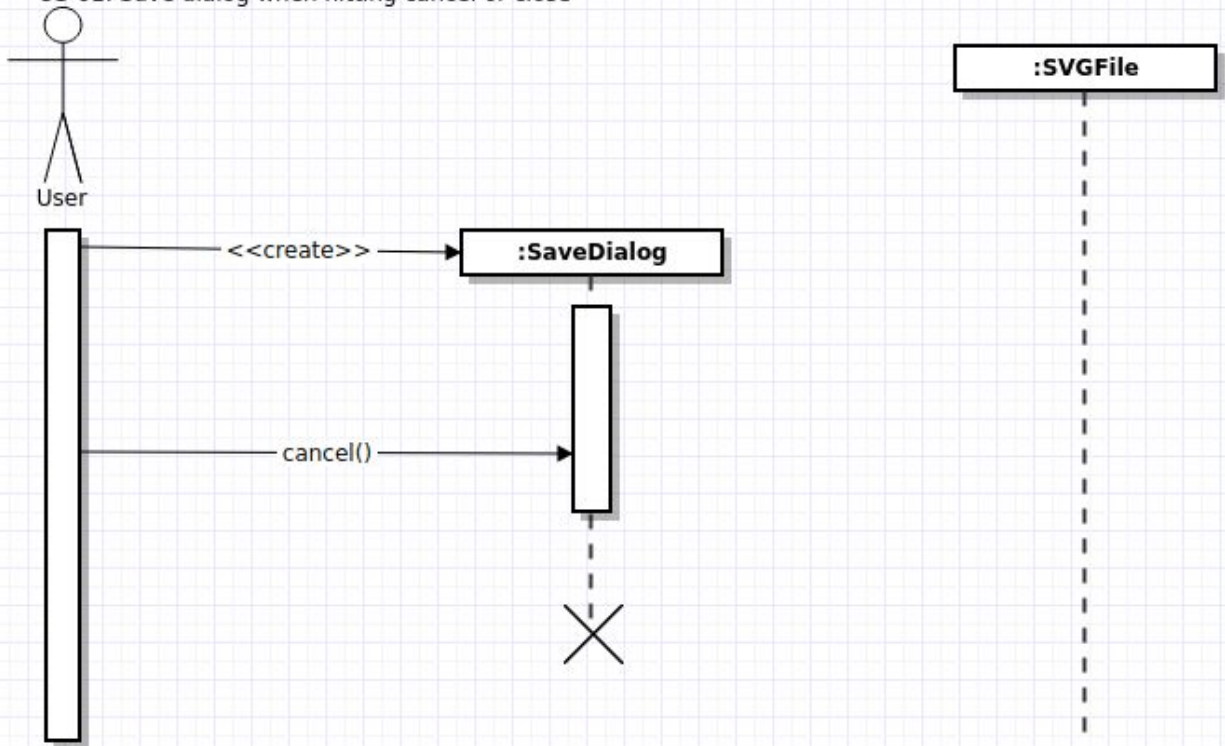 Save dialog when hitting cancel or close
:SVGFile
User
<<create>>
:SaveDialog
cancel()